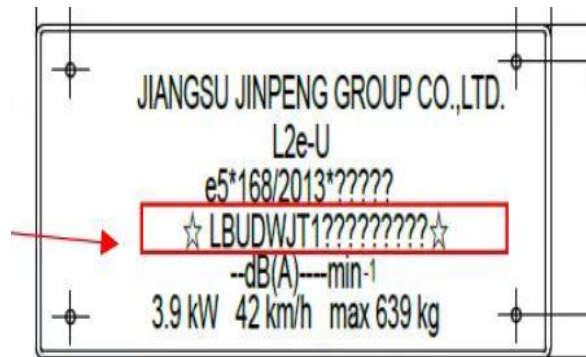 JIANGSU JINPENG GROUP CO.,LTD.
L2e-U
e5*168/2013*?????
☆ LBUDWJT1?????????☆
--dB(A)----min-1
3.9 kW 42 km/h max 639 kg